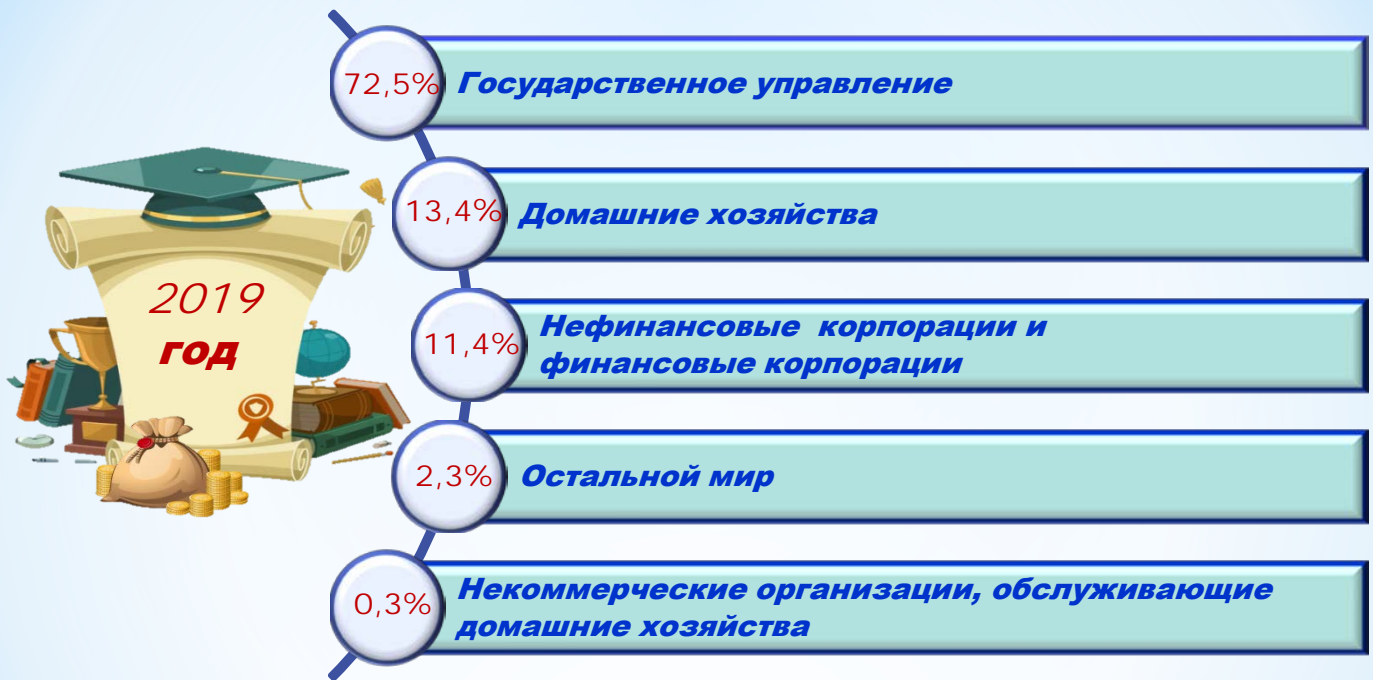 72,5%
Государственное управление
13,4%
Домашние хозяйства
2019
год
11,4%
Нефинансовые корпорации и
финансовые корпорации
2,3%
Остальной мир
0,3%
Некоммерческие организации, обслуживающие
домашние хозяйства